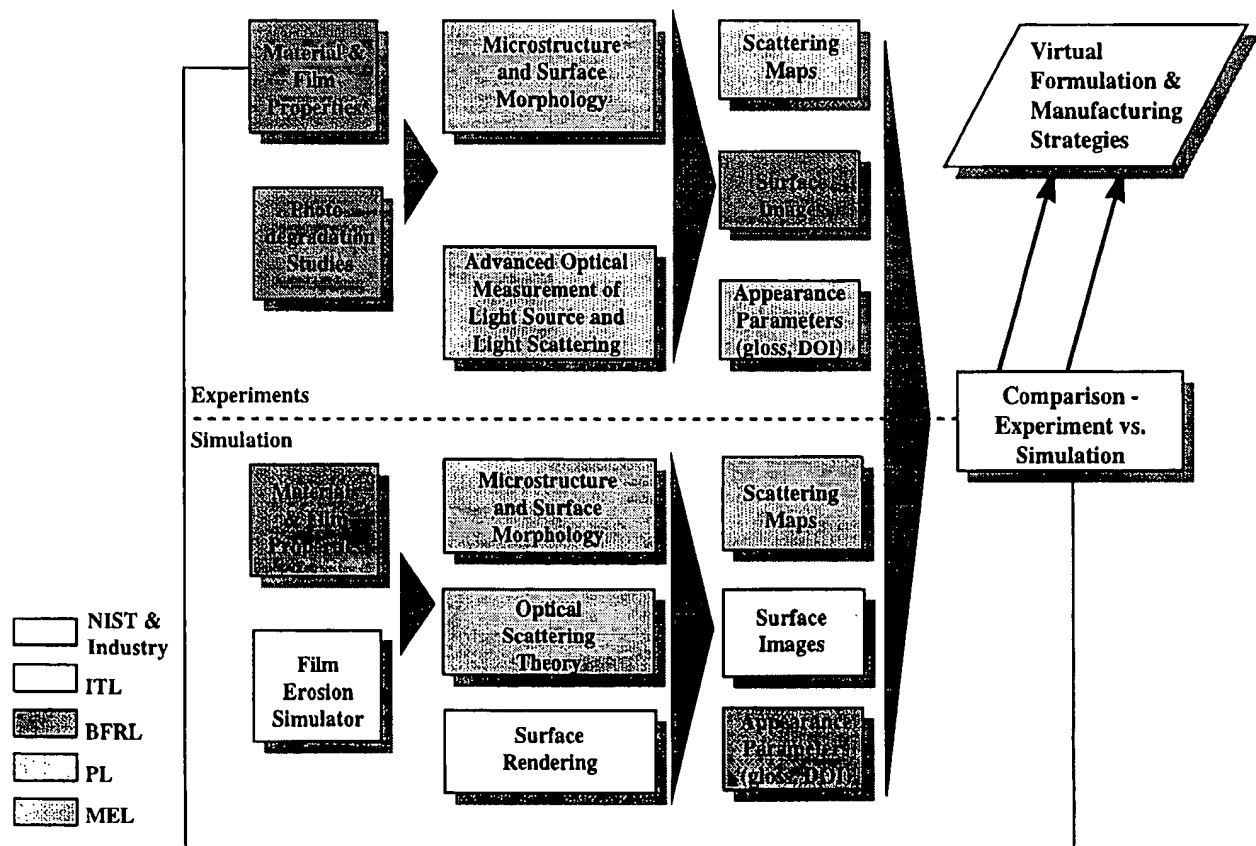 Material &
Film
Properties
Microstructure
and Surface
Morphology
Scattering
Maps
Virtual
Formulation &
Manufacturing
Strategies
Photo-
degradation
Studies
Surface
Images
Advanced Optical
Measurement of
Light Source and
Light Scattering
Appearance
Parameters
(gloss, DOI)
Experiments
Simulation
Comparison -
Experiment vs.
Simulation
Material
& Film
Properties
Microstructure
and Surface
Morphology
Scattering
Maps
Optical
Scattering
Theory
Surface
Images
Film
Erosion
Simulator
Surface
Rendering
Appearance
Parameters
(gloss, DOI)
NIST &
Industry
ITL
BFRL
PL
MEL